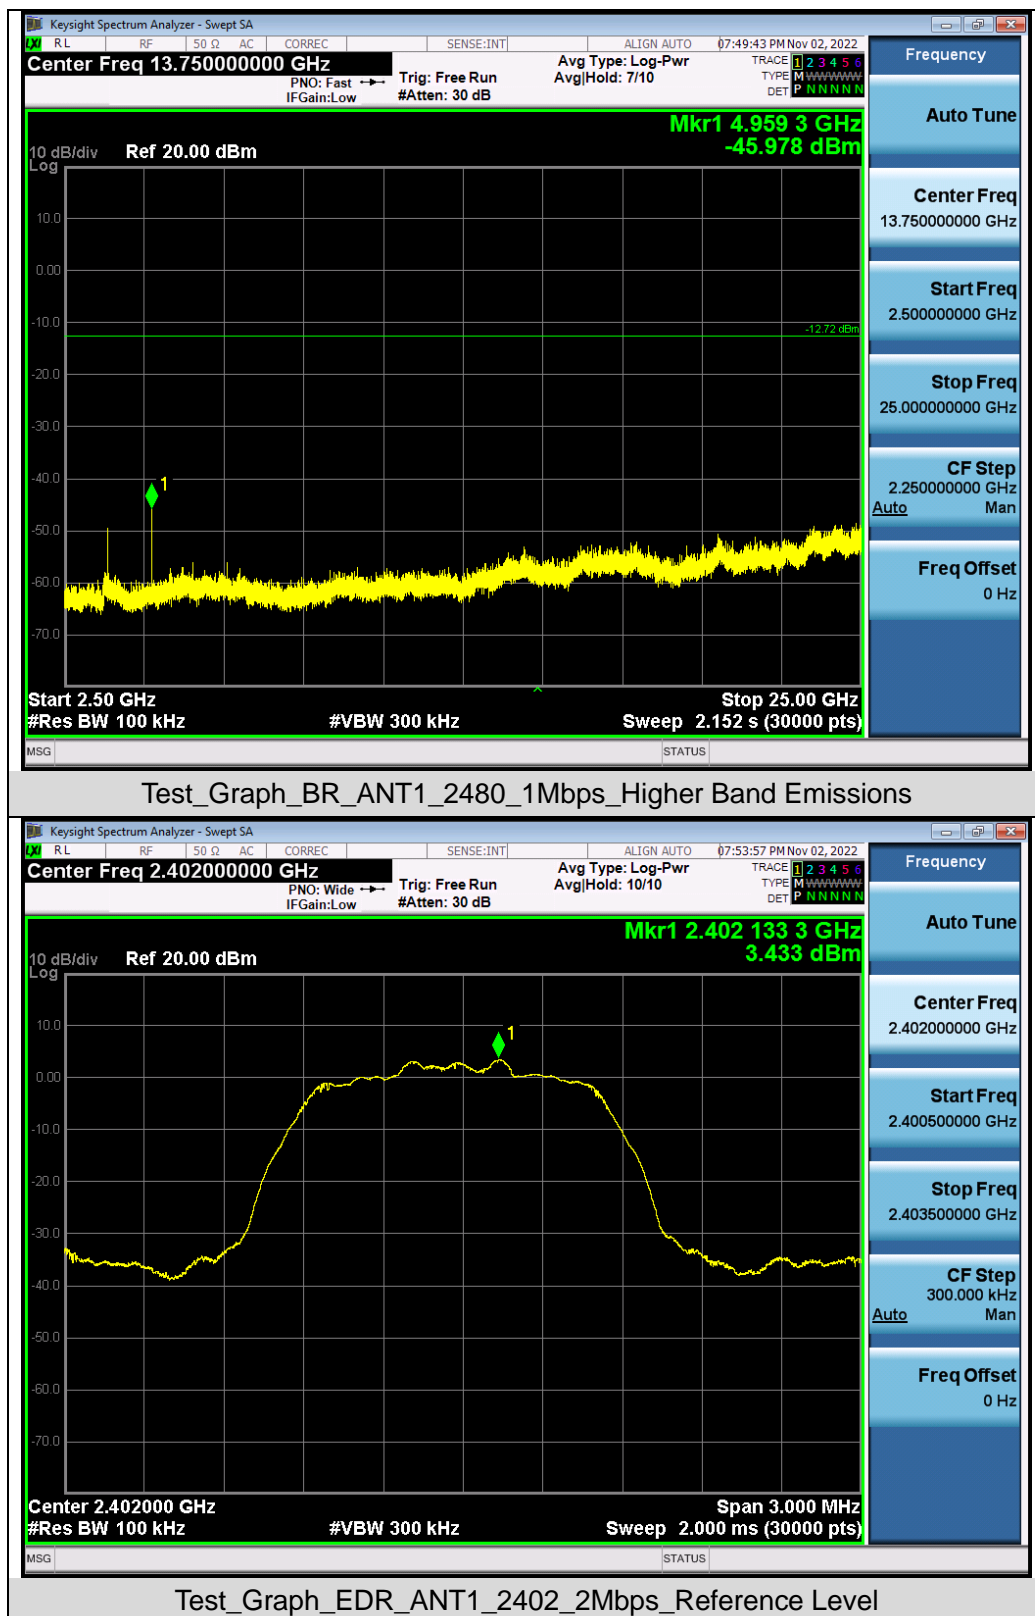 Keysight Spectrum Analyzer - Swept SA
LXI RL RF 50 Ω AC CORREC SENSE:INT ALIGN AUTO 07:49:43 PM Nov 02, 2022
Center Freq 13.750000000 GHz
PNO: Fast
IFGain:Low
Trig: Free Run
#Atten: 30 dB
Avg Type: Log-Pwr
Avg|Hold: 7/10
TRACE 1 2 3 4 5 6
TYPE M WWWWW
DET P N N N N N
Mkr1 4.959 3 GHz
-45.978 dBm
10 dB/div Ref 20.00 dBm
Log
10.0
0.00
-10.0
-12.72 dBm
-20.0
-30.0
-40.0
1
-50.0
-60.0
-70.0
Start 2.50 GHz Stop 25.00 GHz
#Res BW 100 kHz #VBW 300 kHz Sweep 2.152 s (30000 pts)
MSG STATUS
Frequency
Auto Tune
Center Freq
13.750000000 GHz
Start Freq
2.500000000 GHz
Stop Freq
25.000000000 GHz
CF Step
2.250000000 GHz
Auto Man
Freq Offset
0 Hz
Test_Graph_BR_ANT1_2480_1Mbps_Higher Band Emissions
Keysight Spectrum Analyzer - Swept SA
LXI RL RF 50 Ω AC CORREC SENSE:INT ALIGN AUTO 07:53:57 PM Nov 02, 2022
Center Freq 2.402000000 GHz
PNO: Wide
IFGain:Low
Trig: Free Run
#Atten: 30 dB
Avg Type: Log-Pwr
Avg|Hold: 10/10
TRACE 1 2 3 4 5 6
TYPE M WWWWW
DET P N N N N N
Mkr1 2.402 133 3 GHz
3.433 dBm
10 dB/div Ref 20.00 dBm
Log
10.0
1
0.00
-10.0
-20.0
-30.0
-40.0
-50.0
-60.0
-70.0
Center 2.402000 GHz Span 3.000 MHz
#Res BW 100 kHz #VBW 300 kHz Sweep 2.000 ms (30000 pts)
MSG STATUS
Frequency
Auto Tune
Center Freq
2.402000000 GHz
Start Freq
2.400500000 GHz
Stop Freq
2.403500000 GHz
CF Step
300.000 kHz
Auto Man
Freq Offset
0 Hz
Test_Graph_EDR_ANT1_2402_2Mbps_Reference Level